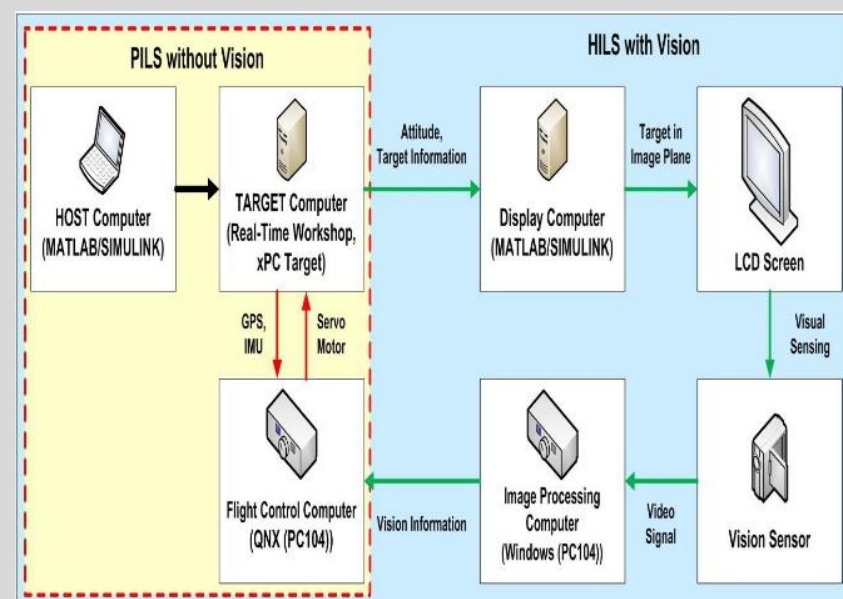 PILS without Vision
HILS with Vision
HOST Computer
(MATLAB/SIMULINK)
TARGET Computer
(Real-Time Workshop,
xPC Target)
Attitude,
Target Information
Display Computer
(MATLAB/SIMULINK)
Target in
Image Plane
LCD Screen
GPS,
IMU
Servo
Motor
Visual
Sensing
Flight Control Computer
(QNX (PC104))
Vision Information
Image Processing
Computer
(Windows (PC104))
Video
Signal
Vision Sensor